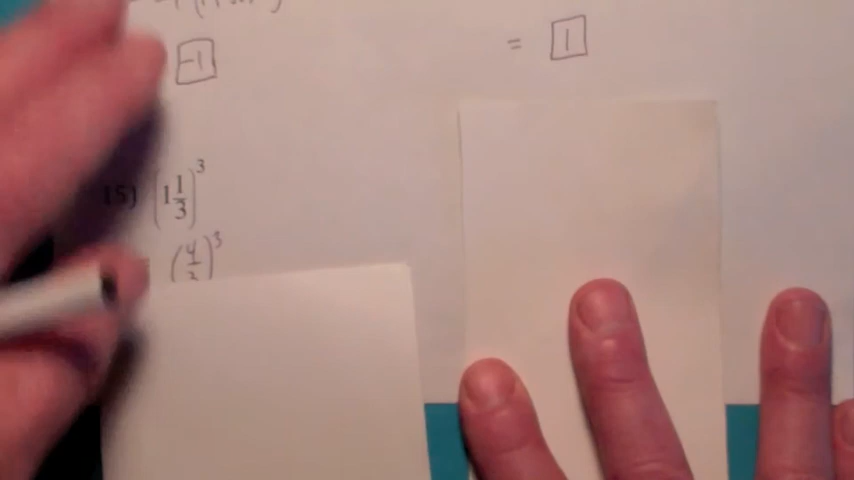 -1
= 1
15) (1 1/3)^3
(4/3)^3